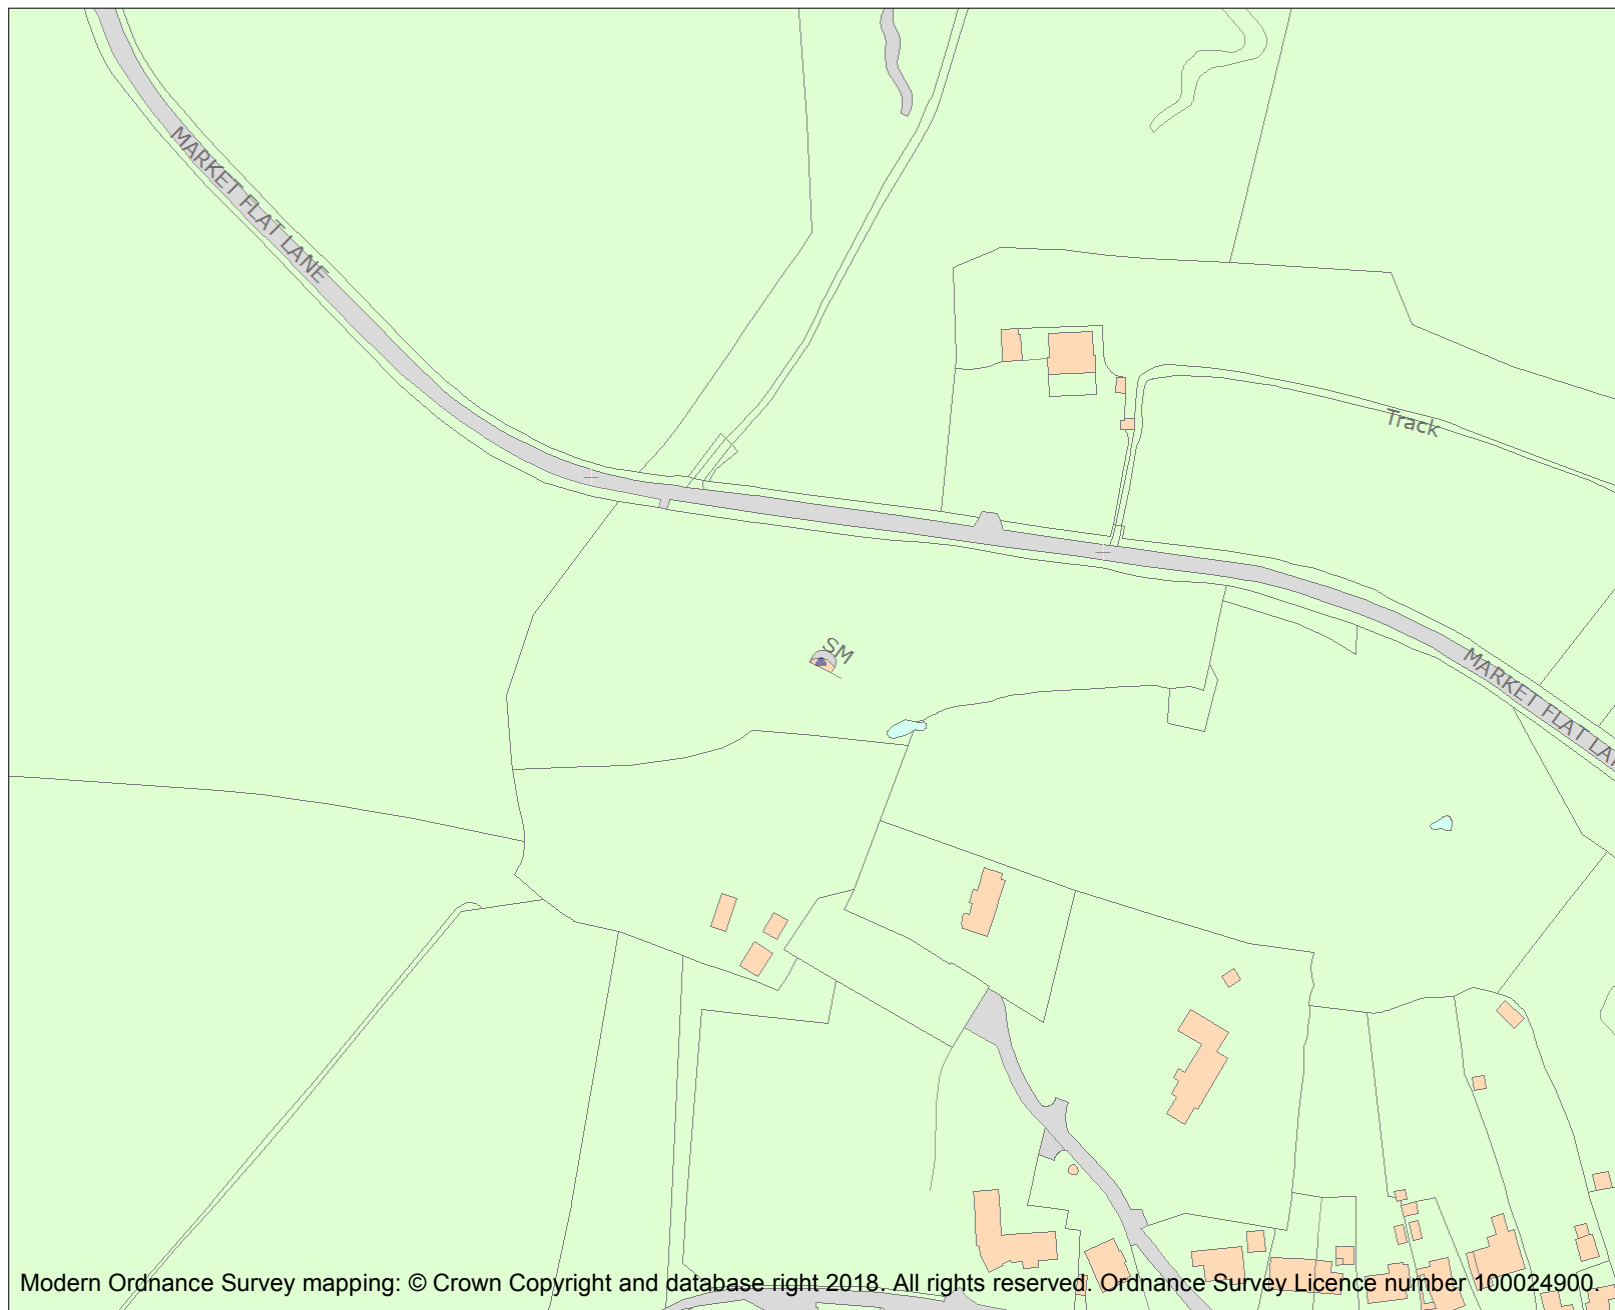 MARKET FLAT LANE
Track
SM
MARKET FLAT LA
Modern Ordnance Survey mapping: © Crown Copyright and database right 2018. All rights reserved. Ordnance Survey Licence number 100024900.